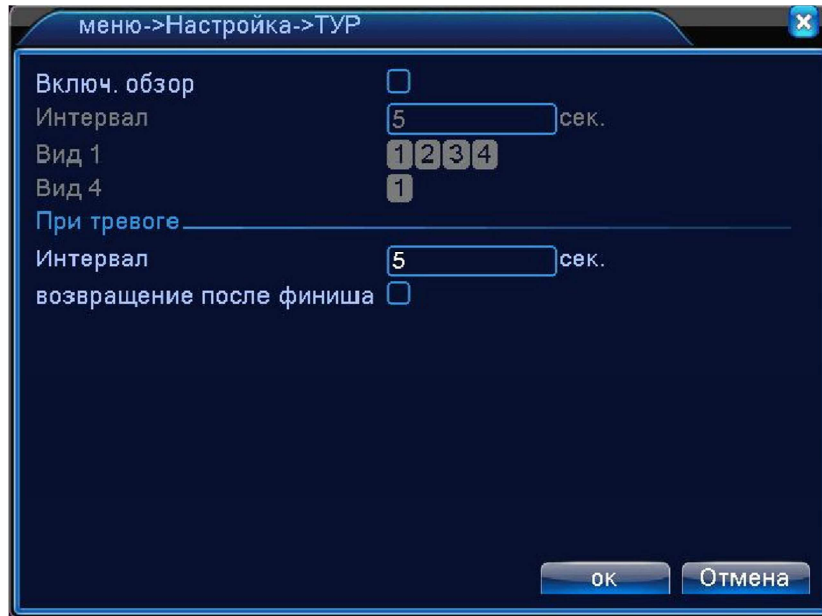 меню->Настройка->ТУР
Включ. обзор
Интервал 5 сек.
Вид 1 1 2 3 4
Вид 4 1
При тревоге
Интервал 5 сек.
возвращение после финиша
ок Отмена